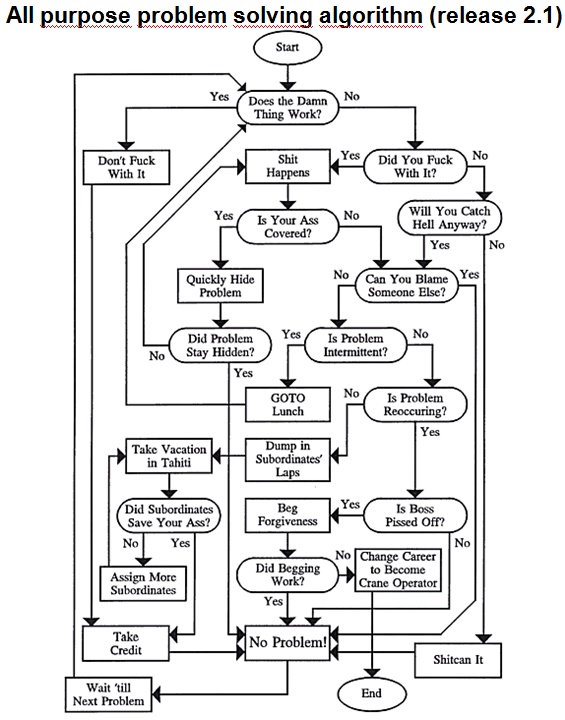 All purpose problem solving algorithm (release 2.1)
Start
Does the Damn
Thing Work?
Yes
No
Don't Fuck
With It
Shit
Happens
Yes
Did You Fuck
With It?
No
Will You Catch
Hell Anyway?
Yes
No
Is Your Ass
Covered?
Yes
No
Quickly Hide
Problem
No
Can You Blame
Someone Else?
Yes
Did Problem
Stay Hidden?
No
Yes
Yes
Is Problem
Intermittent?
No
GOTO
Lunch
No
Is Problem
Reoccuring?
Yes
Take Vacation
in Tahiti
Dump in
Subordinates'
Laps
Did Subordinates
Save Your Ass?
No
Yes
Beg
Forgiveness
Yes
Is Boss
Pissed Off?
No
Assign More
Subordinates
Did Begging
Work?
No
Yes
Change Career
to Become
Crane Operator
Take
Credit
No Problem!
Shitcan It
Wait 'till
Next Problem
End